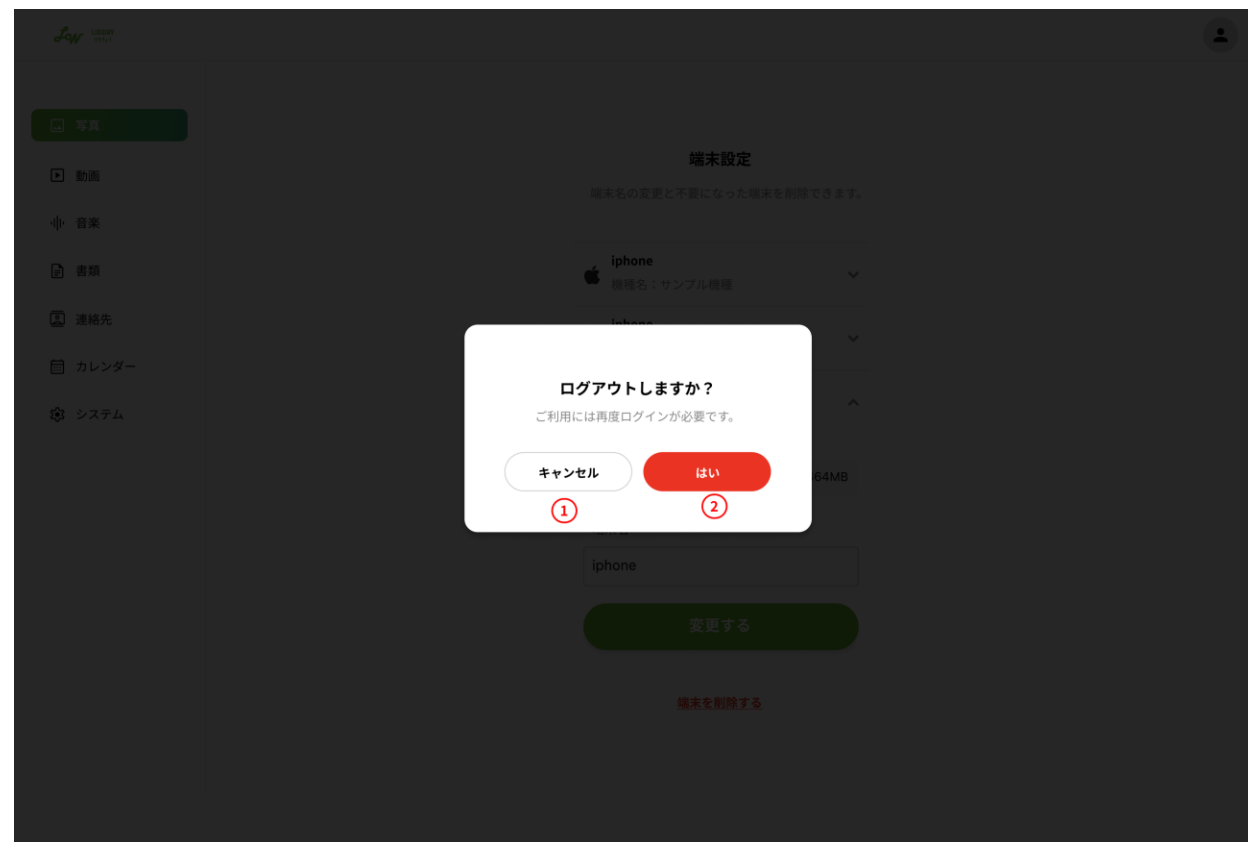 写真
動画
音楽
書類
連絡先
カレンダー
システム
端末設定
端末名の変更と不要になった端末を削除できます。
iphone
機種名：サンプル機種
iphone
ログアウトしますか？
ご利用には再度ログインが必要です。
キャンセル
はい
1
2
64MB
iphone
変更する
端末を削除する